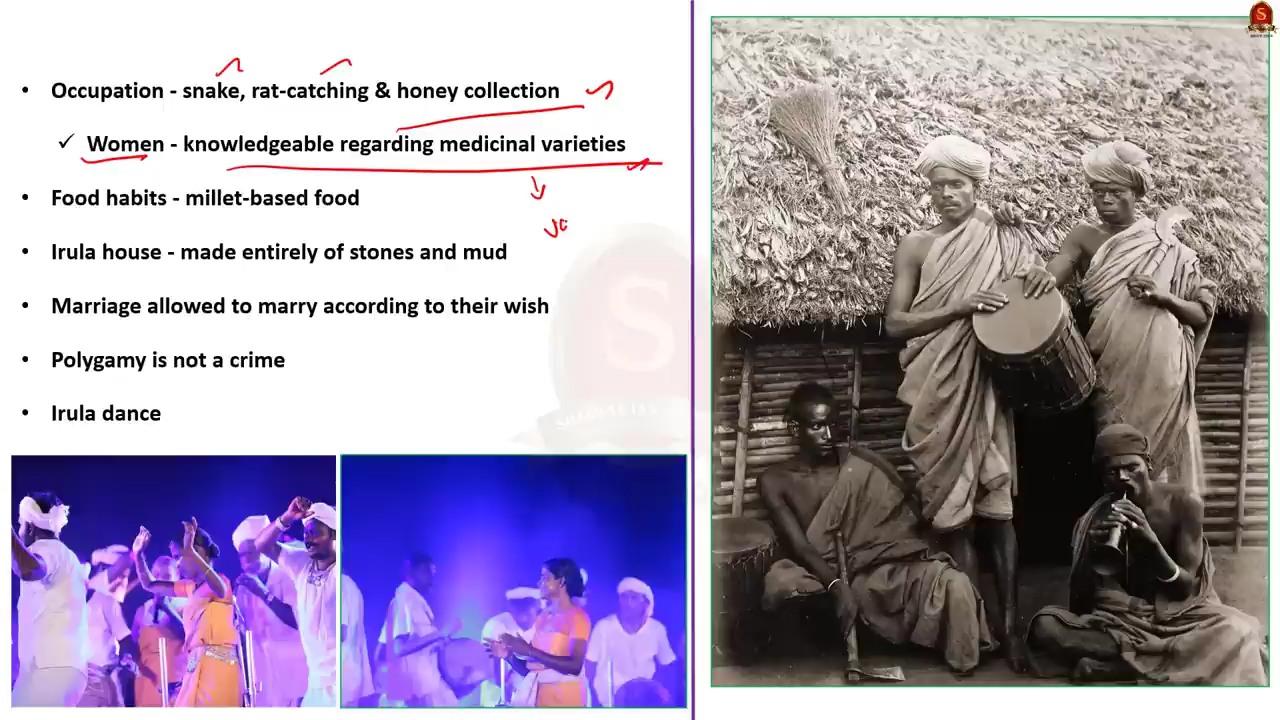 • Occupation - snake, rat-catching & honey collection
✓ Women - knowledgeable regarding medicinal varieties
• Food habits - millet-based food
• Irula house - made entirely of stones and mud
• Marriage allowed to marry according to their wish
• Polygamy is not a crime
• Irula dance
S